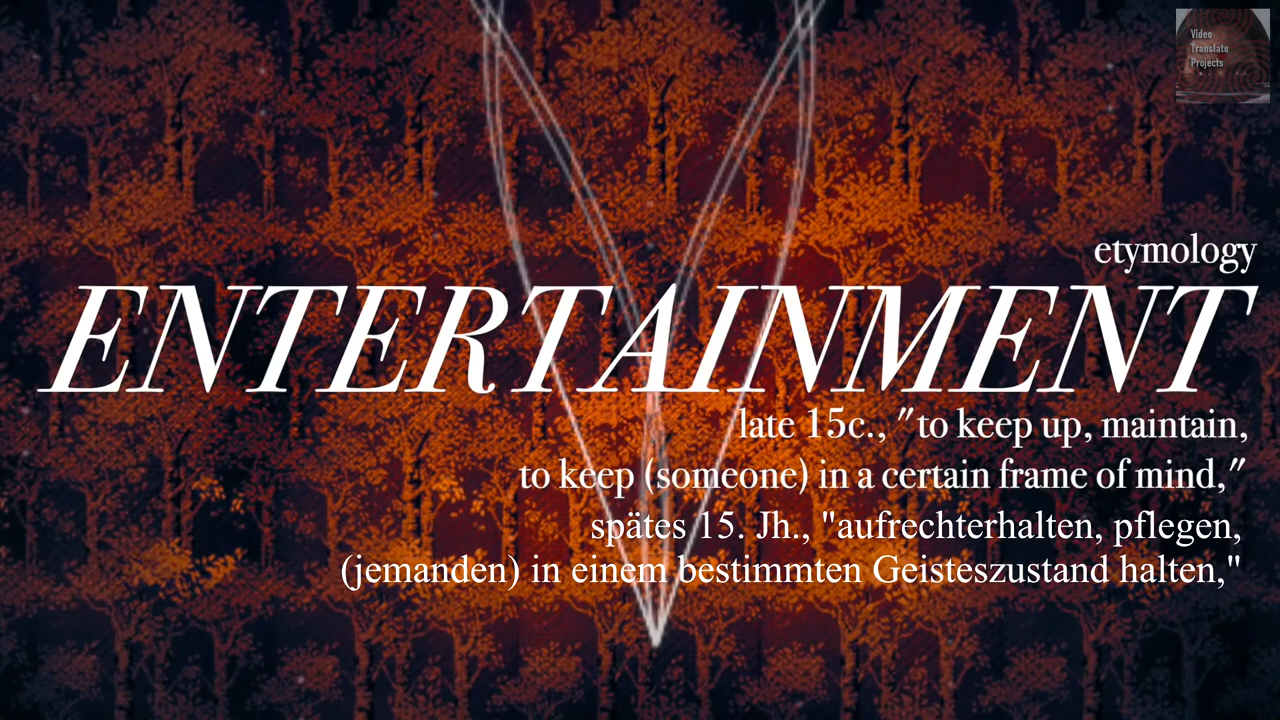 Video
Translate
Projects
etymology
ENTERTAINMENT
late 15c., "to keep up, maintain,
to keep (someone) in a certain frame of mind,"
spätes 15. Jh., "aufrechterhalten, pflegen,
(jemanden) in einem bestimmten Geisteszustand halten,"